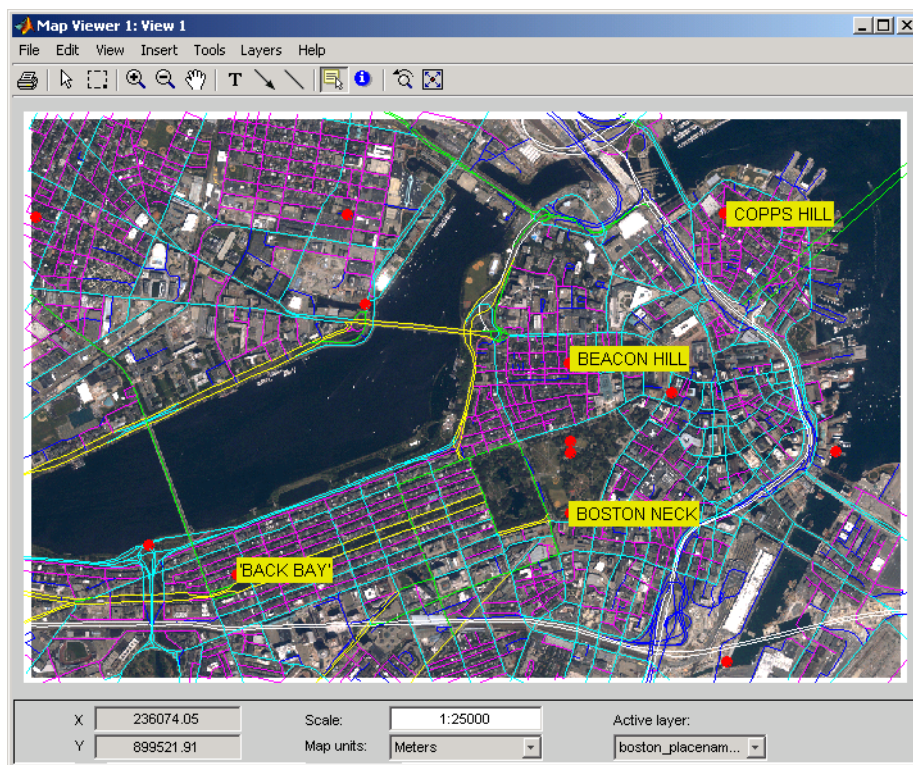 Map Viewer 1: View 1
File Edit View Insert Tools Layers Help
T
COPPS HILL
BEACON HILL
BOSTON NECK
'BACK BAY'
X 236074.05 Scale: 1:25000 Active layer:
Y 899521.91 Map units: Meters boston_placenam...